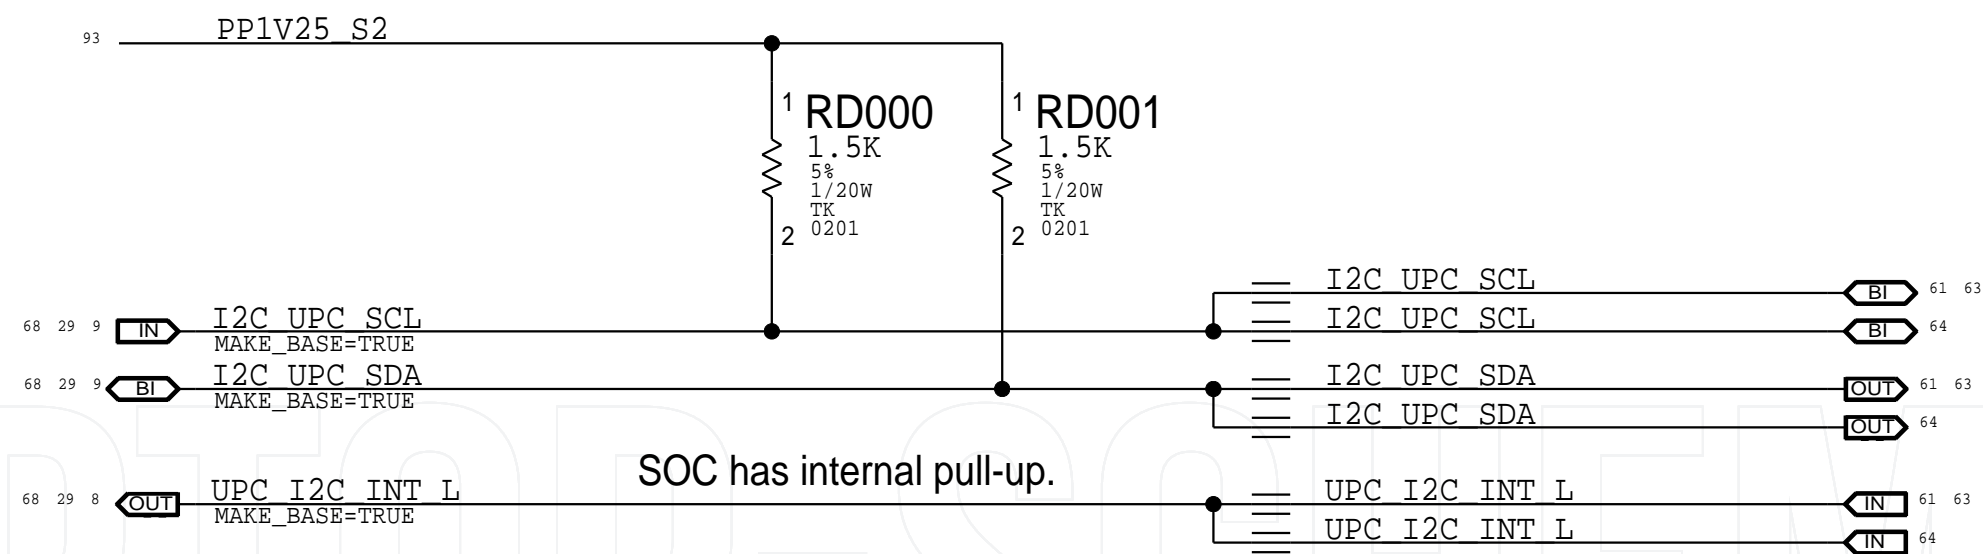 93 PP1V25_S2
1 RD000 1 RD001
1.5K 1.5K
5% 5%
1/20W 1/20W
TK TK
2 0201 2 0201
I2C_UPC_SCL BI 61 63
68 29 9 IN I2C_UPC_SCL I2C_UPC_SCL BI 64
MAKE_BASE=TRUE
68 29 9 BI I2C_UPC_SDA I2C_UPC_SDA OUT 61 63
MAKE_BASE=TRUE
I2C_UPC_SDA OUT 64
SOC has internal pull-up.
68 29 8 OUT UPC_I2C_INT_L UPC_I2C_INT_L IN 61 63
MAKE_BASE=TRUE
UPC_I2C_INT_L IN 64